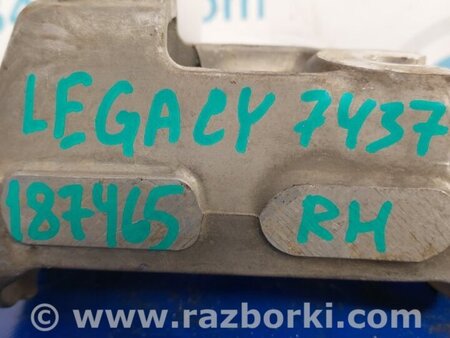 LEGACY 7437
187465 RH
© www.razborki.com